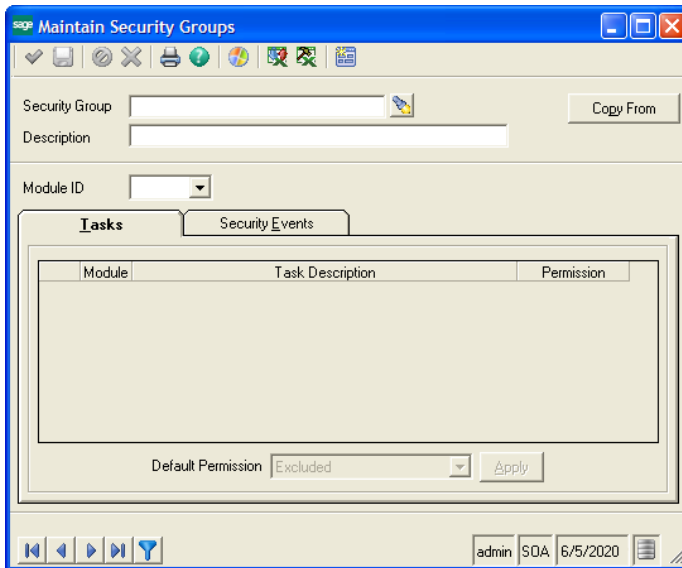 sage Maintain Security Groups
Security Group
Copy From
Description
Module ID
Tasks Security Events
Module Task Description Permission
Default Permission Excluded Apply
admin SOA 6/5/2020